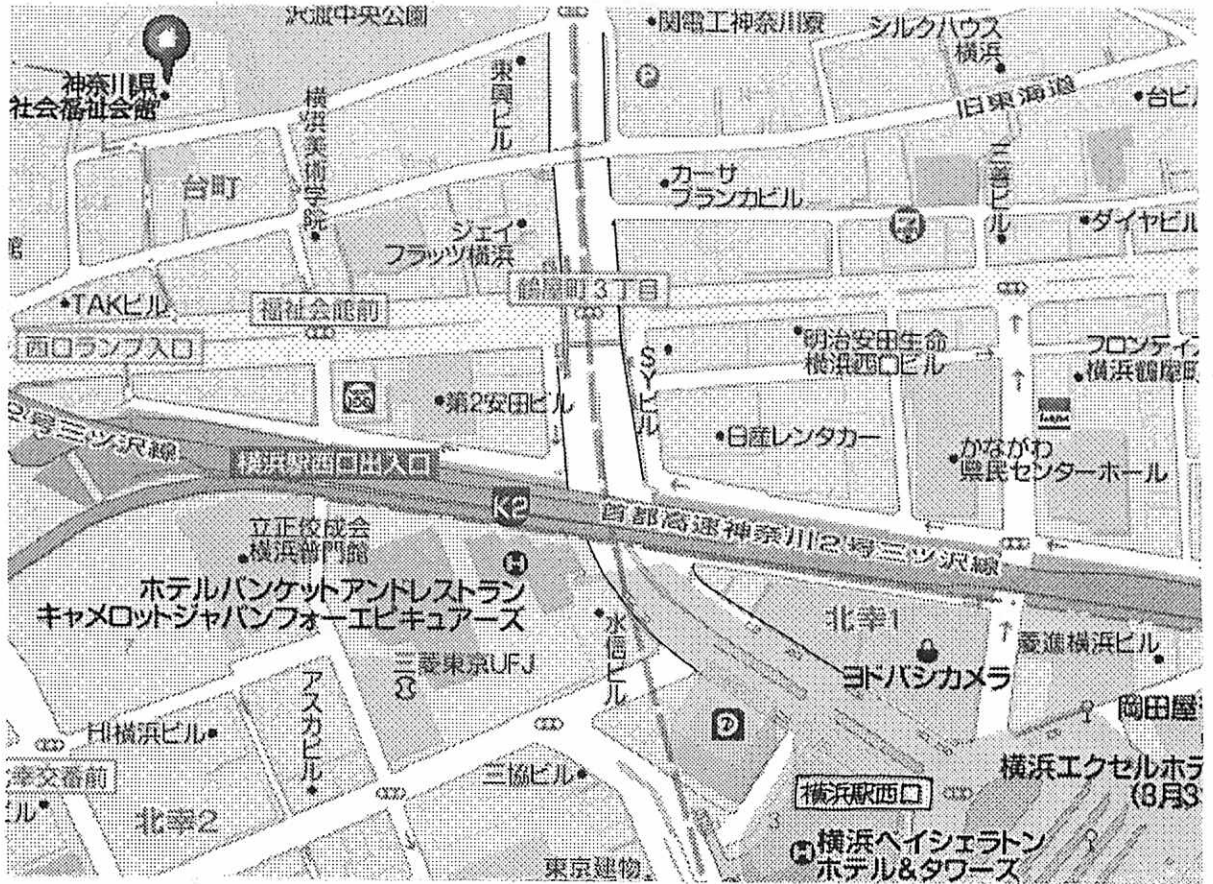 沢渡中央公園
関電工神奈川寮
シルクハウス
横浜
神奈川県
社会福祉会館
東興ビル
P
旧東海道
台ビル
横浜美術学院
台町
カーサ
ブランカビル
三善ビル
ダイヤビル
館
ジェイ
フラッツ横浜
鶴屋町3丁目
TAKビル
福祉会館前
西口ランプ入口
SYビル
明治安田生命
横浜西口ビル
フロンティア
横浜鶴屋町
第2安田ビル
日産レンタカー
かながわ
県民センターホール
2号三ツ沢線
横浜駅西口出入口
K2
首都高速神奈川2号三ツ沢線
立正佼成会
横浜普門館
H
ホテルバンケットアンドレストラン
キャメロットジャパンフォーエピキュアーズ
水信ビル
北幸1
菱進横浜ビル
三菱東京UFJ
ヨドバシカメラ
アスカビル
岡田屋
HI横浜ビル
北幸交番前
三協ビル
横浜エクセルホテ
(3月3
横浜駅西口
ビル
北幸2
3
横浜ベイシェラトン
ホテル&タワーズ
東京建物